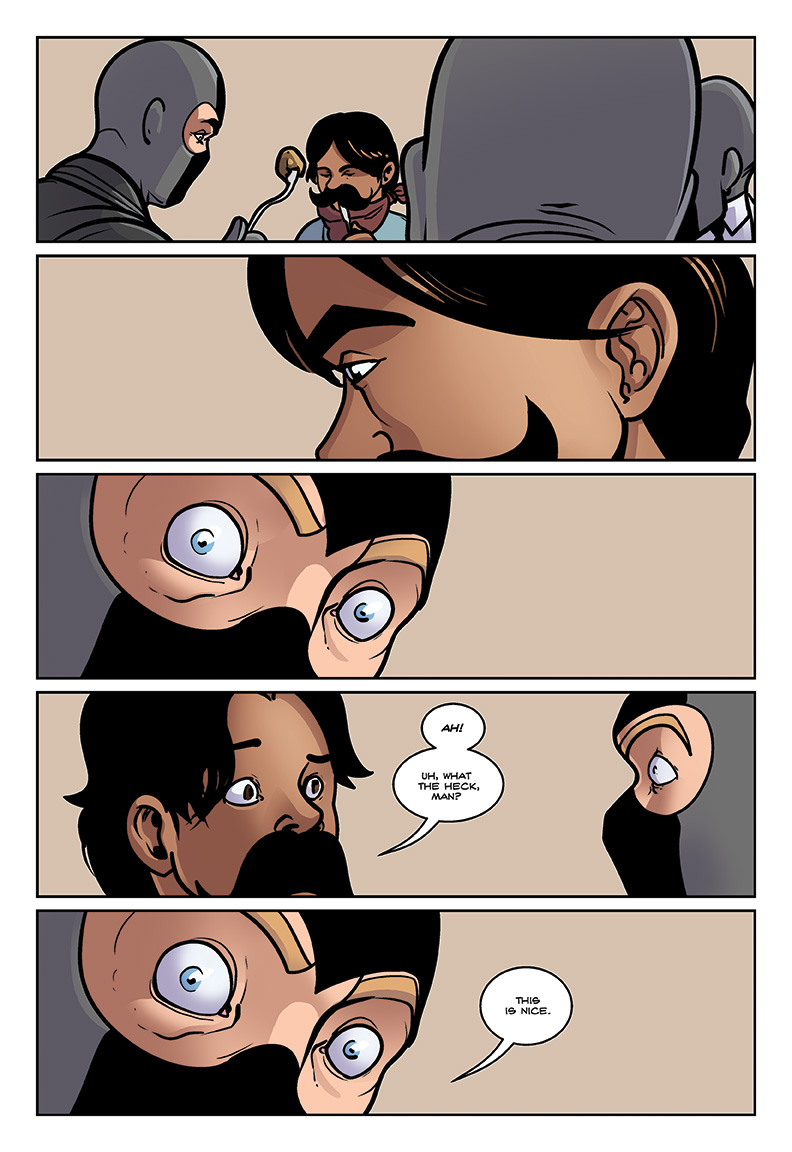 AH!
UH, WHAT
THE HECK,
MAN?
THIS
IS NICE.